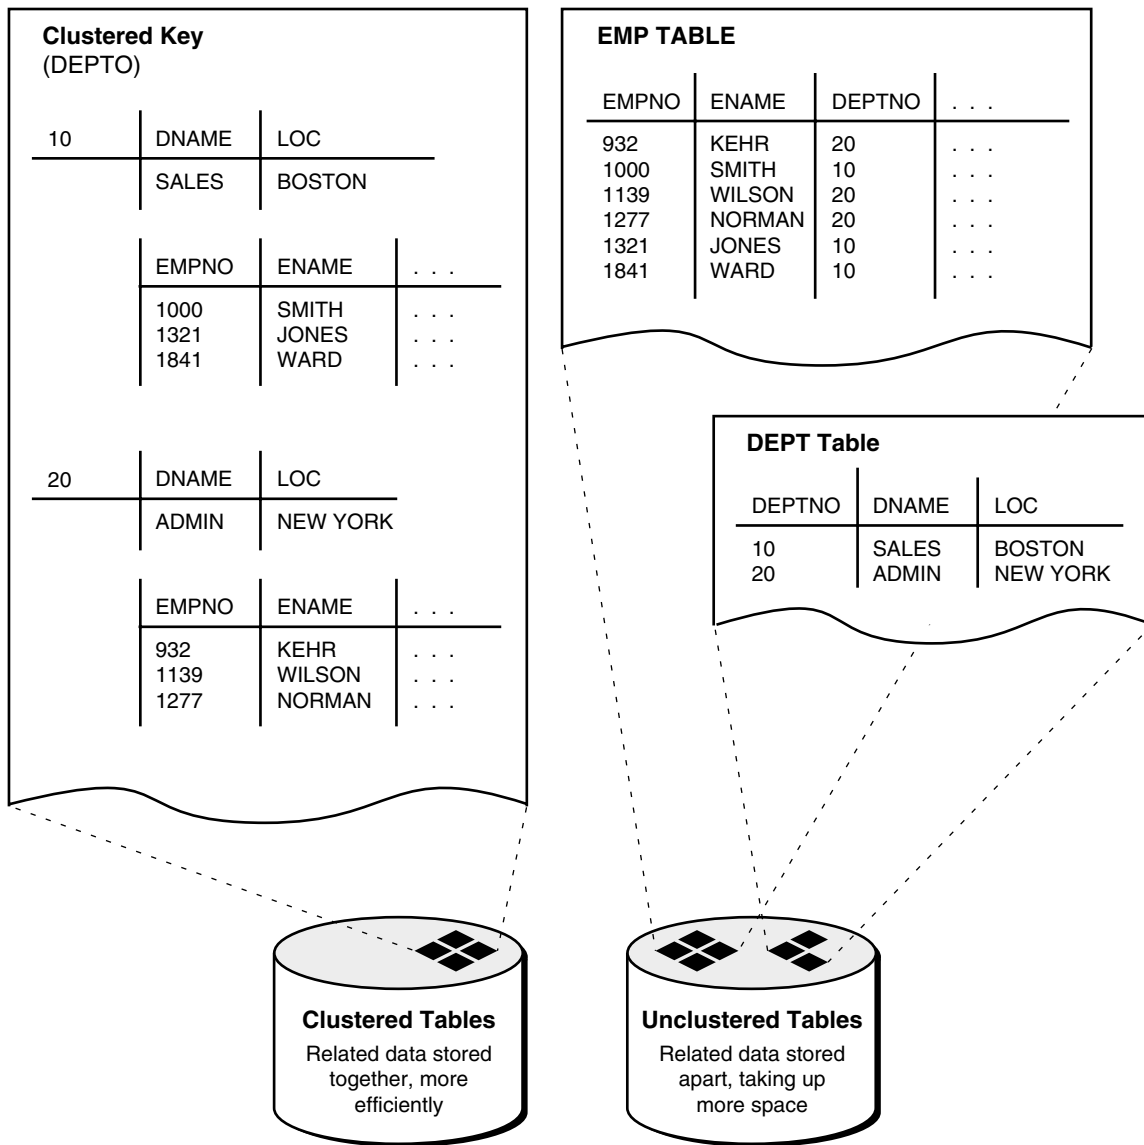 Clustered Key
(DEPTO)
10 DNAME LOC
SALES BOSTON
EMPNO ENAME . . .
1000 SMITH . . .
1321 JONES . . .
1841 WARD . . .
20 DNAME LOC
ADMIN NEW YORK
EMPNO ENAME . . .
932 KEHR . . .
1139 WILSON . . .
1277 NORMAN . . .
EMP TABLE
EMPNO ENAME DEPTNO . . .
932 KEHR 20 . . .
1000 SMITH 10 . . .
1139 WILSON 20 . . .
1277 NORMAN 20 . . .
1321 JONES 10 . . .
1841 WARD 10 . . .
DEPT Table
DEPTNO DNAME LOC
10 SALES BOSTON
20 ADMIN NEW YORK
Clustered Tables
Related data stored
together, more
efficiently
Unclustered Tables
Related data stored
apart, taking up
more space